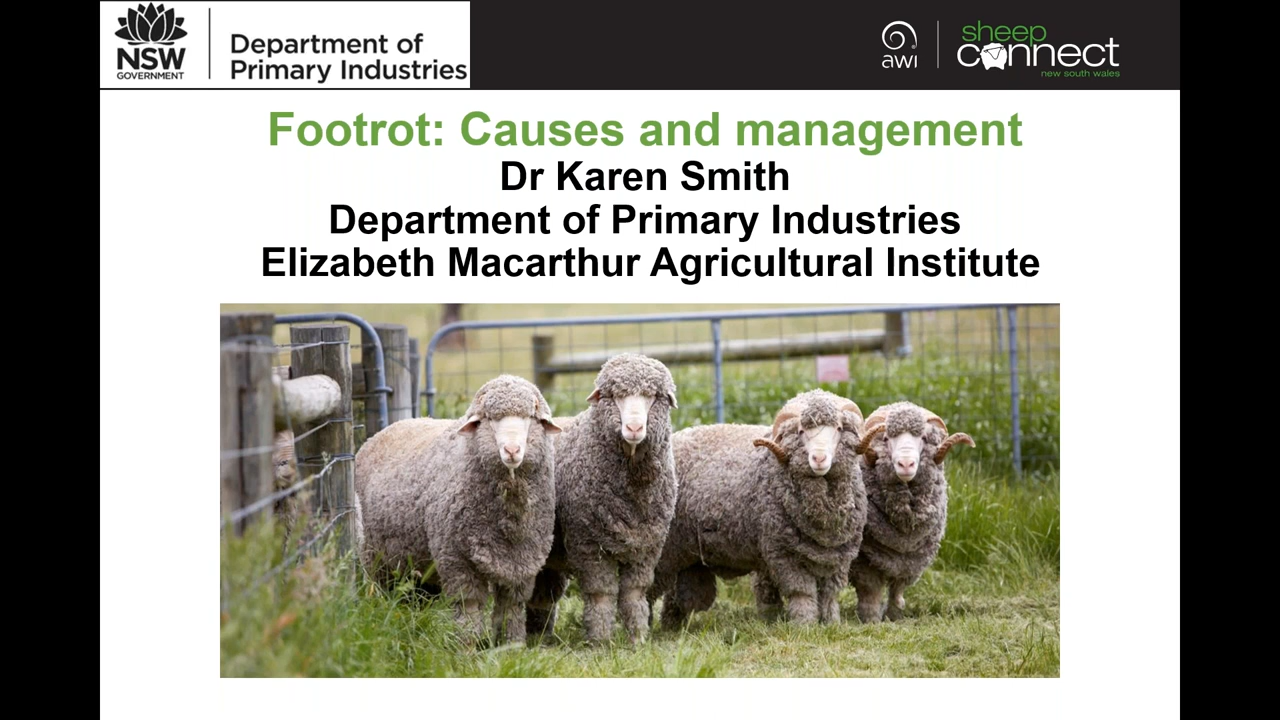 NSW
GOVERNMENT
Department of
Primary Industries
awi
sheep
connect
new south wales
Footrot: Causes and management
Dr Karen Smith
Department of Primary Industries
Elizabeth Macarthur Agricultural Institute